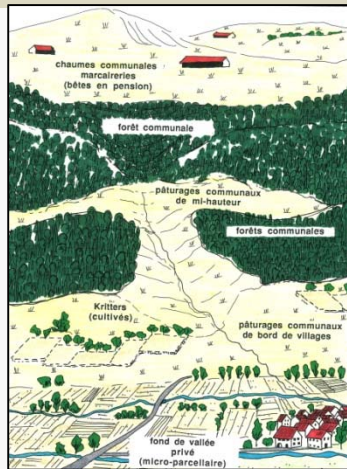 chaumes communales
marcaireries
(bêtes en pension)
forêt communale
pâturages communaux
de mi-hauteur
forêts communales
Kritters
(cultivés)
pâturages communaux
de bord de villages
fond de vallée
privé
(micro-parcellaire)